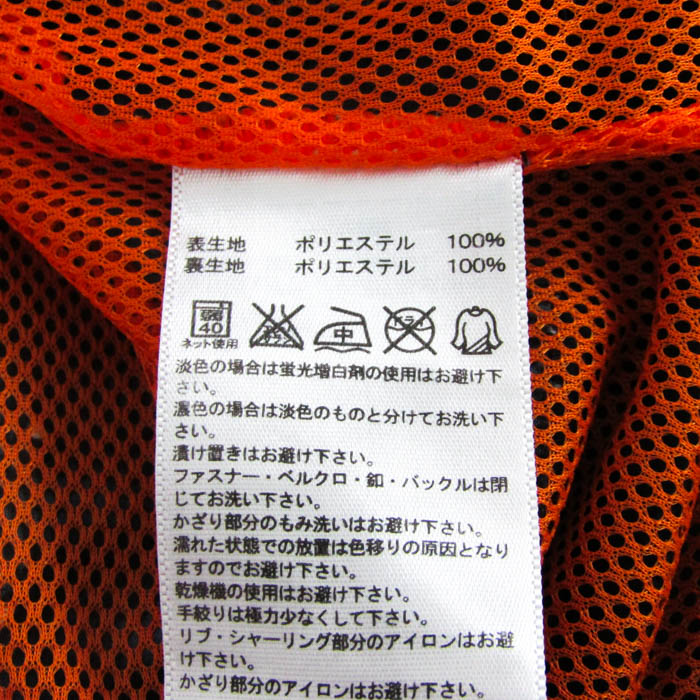 表生地 ポリエステル 100%
裏生地 ポリエステル 100%
弱 40 エンソ サラシ 中 ドライ
ネット使用
淡色の場合は蛍光増白剤の使用はお避け下
さい。
濃色の場合は淡色のものと分けてお洗い下
さい。
漬け置きはお避け下さい。
ファスナー・ベルクロ・釦・バックルは閉
じてお洗い下さい。
かざり部分のもみ洗いはお避け下さい。
濡れた状態での放置は色移りの原因となり
ますのでお避け下さい。
乾燥機の使用はお避け下さい。
手絞りは極力少なくして下さい。
リブ・シャーリング部分のアイロンはお避
け下さい。
かざり部分のアイロンはお避け下さい。